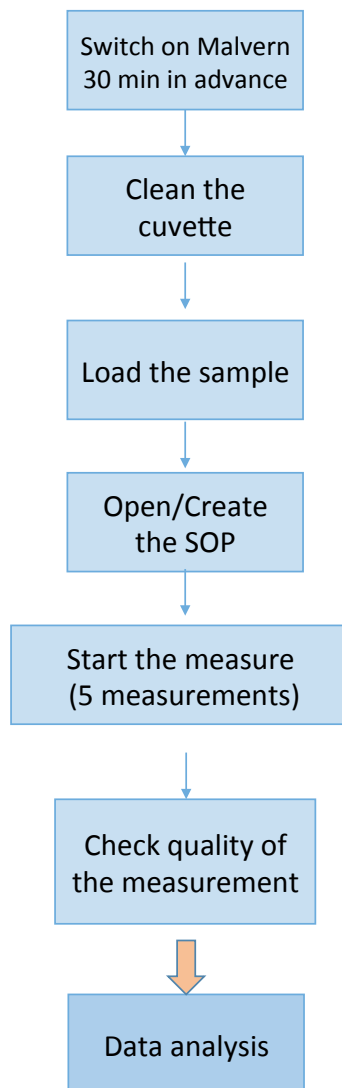 Switch on Malvern
30 min in advance
Clean the
cuvette
Load the sample
Open/Create
the SOP
Start the measure
(5 measurements)
Check quality of
the measurement
Data analysis